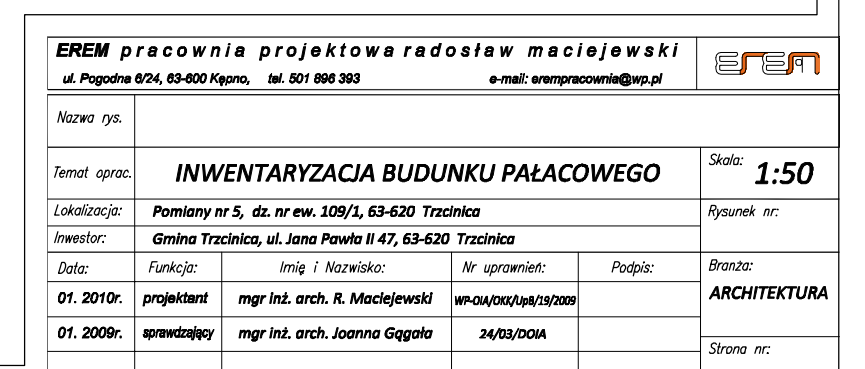 EREM pracownia projektowa radosław maciejewski
ul. Pogodna 6/24, 63-600 Kępno, tel. 501 896 393 e-mail: erempracownia@wp.pl
EREM
Nazwa rys.
Temat oprac. INWENTARYZACJA BUDUNKU PAŁACOWEGO Skala: 1:50
Lokalizacja: Pomiany nr 5, dz. nr ew. 109/1, 63-620 Trzcinica Rysunek nr:
Inwestor: Gmina Trzcinica, ul. Jana Pawła II 47, 63-620 Trzcinica
Data: Funkcja: Imię i Nazwisko: Nr uprawnień: Podpis: Branża:
01. 2010r. projektant mgr inż. arch. R. Maciejewski WP-OIA/OKK/UpB/19/2009 ARCHITEKTURA
01. 2009r. sprawdzający mgr inż. arch. Joanna Gągała 24/03/DOIA
Strona nr: